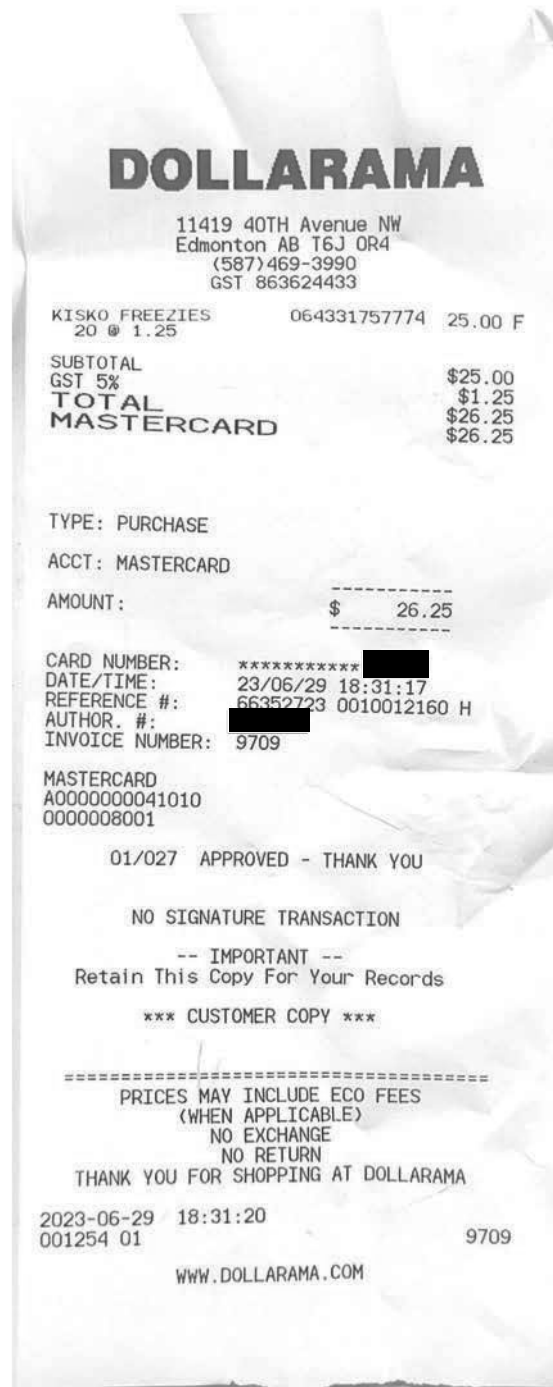 DOLLARAMA
11419 40TH Avenue NW
Edmonton AB T6J 0R4
(587)469-3990
GST 863624433
KISKO FREEZIES 064331757774 25.00 F
20 @ 1.25
SUBTOTAL $25.00
GST 5% $1.25
TOTAL $26.25
MASTERCARD $26.25
TYPE: PURCHASE
ACCT: MASTERCARD
-----------
AMOUNT: $ 26.25
-----------
CARD NUMBER: ***********
DATE/TIME: 23/06/29 18:31:17
REFERENCE #: 66352723 0010012160 H
AUTHOR. #:
INVOICE NUMBER: 9709
MASTERCARD
A0000000041010
0000008001
01/027 APPROVED - THANK YOU
NO SIGNATURE TRANSACTION
-- IMPORTANT --
Retain This Copy For Your Records
*** CUSTOMER COPY ***
=======================================
PRICES MAY INCLUDE ECO FEES
(WHEN APPLICABLE)
NO EXCHANGE
NO RETURN
THANK YOU FOR SHOPPING AT DOLLARAMA
2023-06-29 18:31:20
001254 01 9709
WWW.DOLLARAMA.COM